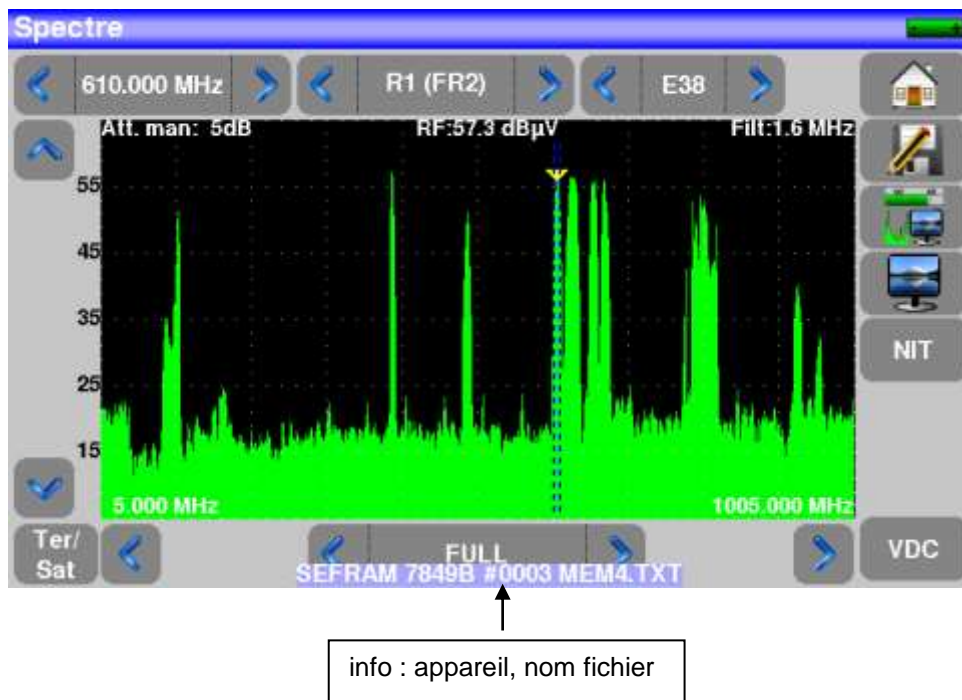 Spectre
610.000 MHz R1 (FR2) E38
Att. man: 5dB RF:57.3 dBµV Filt:1.6 MHz
55
45
35
NIT
25
15
5.000 MHz 1005.000 MHz
Ter/
Sat
FULL
VDC
SEFRAM 7849B #0003 MEM4.TXT
info : appareil, nom fichier